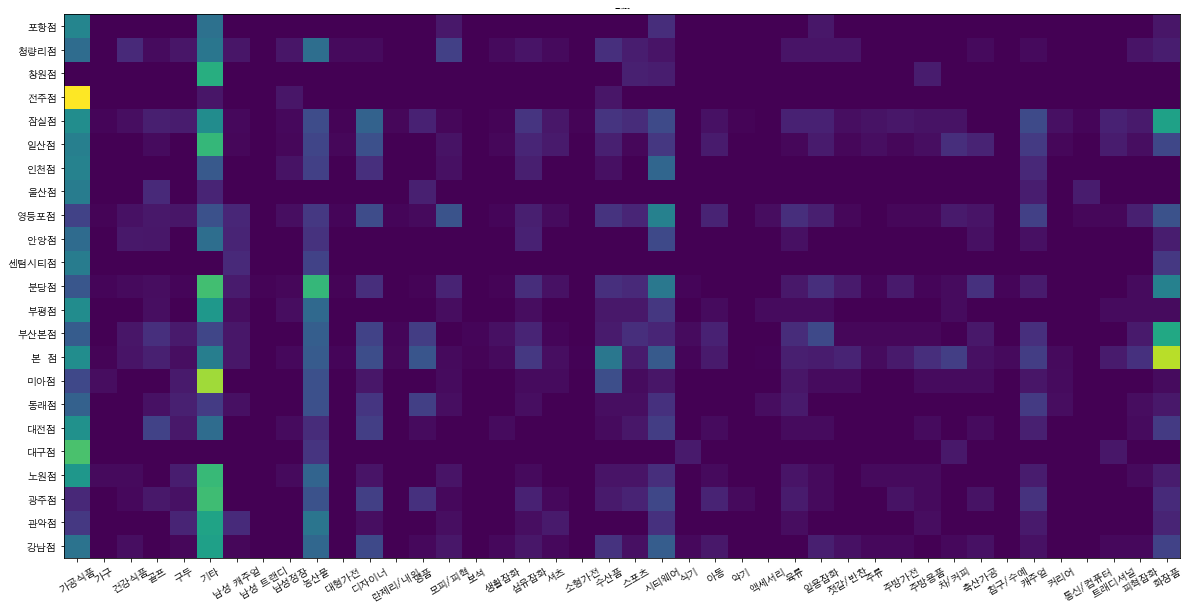 포항점
청량리점
창원점
전주점
잠실점
일산점
인천점
울산점
영등포점
안양점
센텀시티점
분당점
부평점
부산본점
본 점
미아점
동래점
대전점
대구점
노원점
광주점
관악점
강남점
가공식품
가구
건강식품
골프
구두
기타
남성 캐주얼
남성 트렌디
남성정장
농산물
대형가전
디자이너
단체리/내의
명품
모피/피혁
보석
생활잡화
섬유잡화
셔츠
소형가전
수산품
스포츠
시티웨어
식기
아동
악기
액세서리
육류
일용잡화
젓갈/반찬
주류
주방가전
주방용품
차/커피
축산가공
침구/수예
캐주얼
커리어
통신/컴퓨터
트래디셔널
피혁잡화
화장품